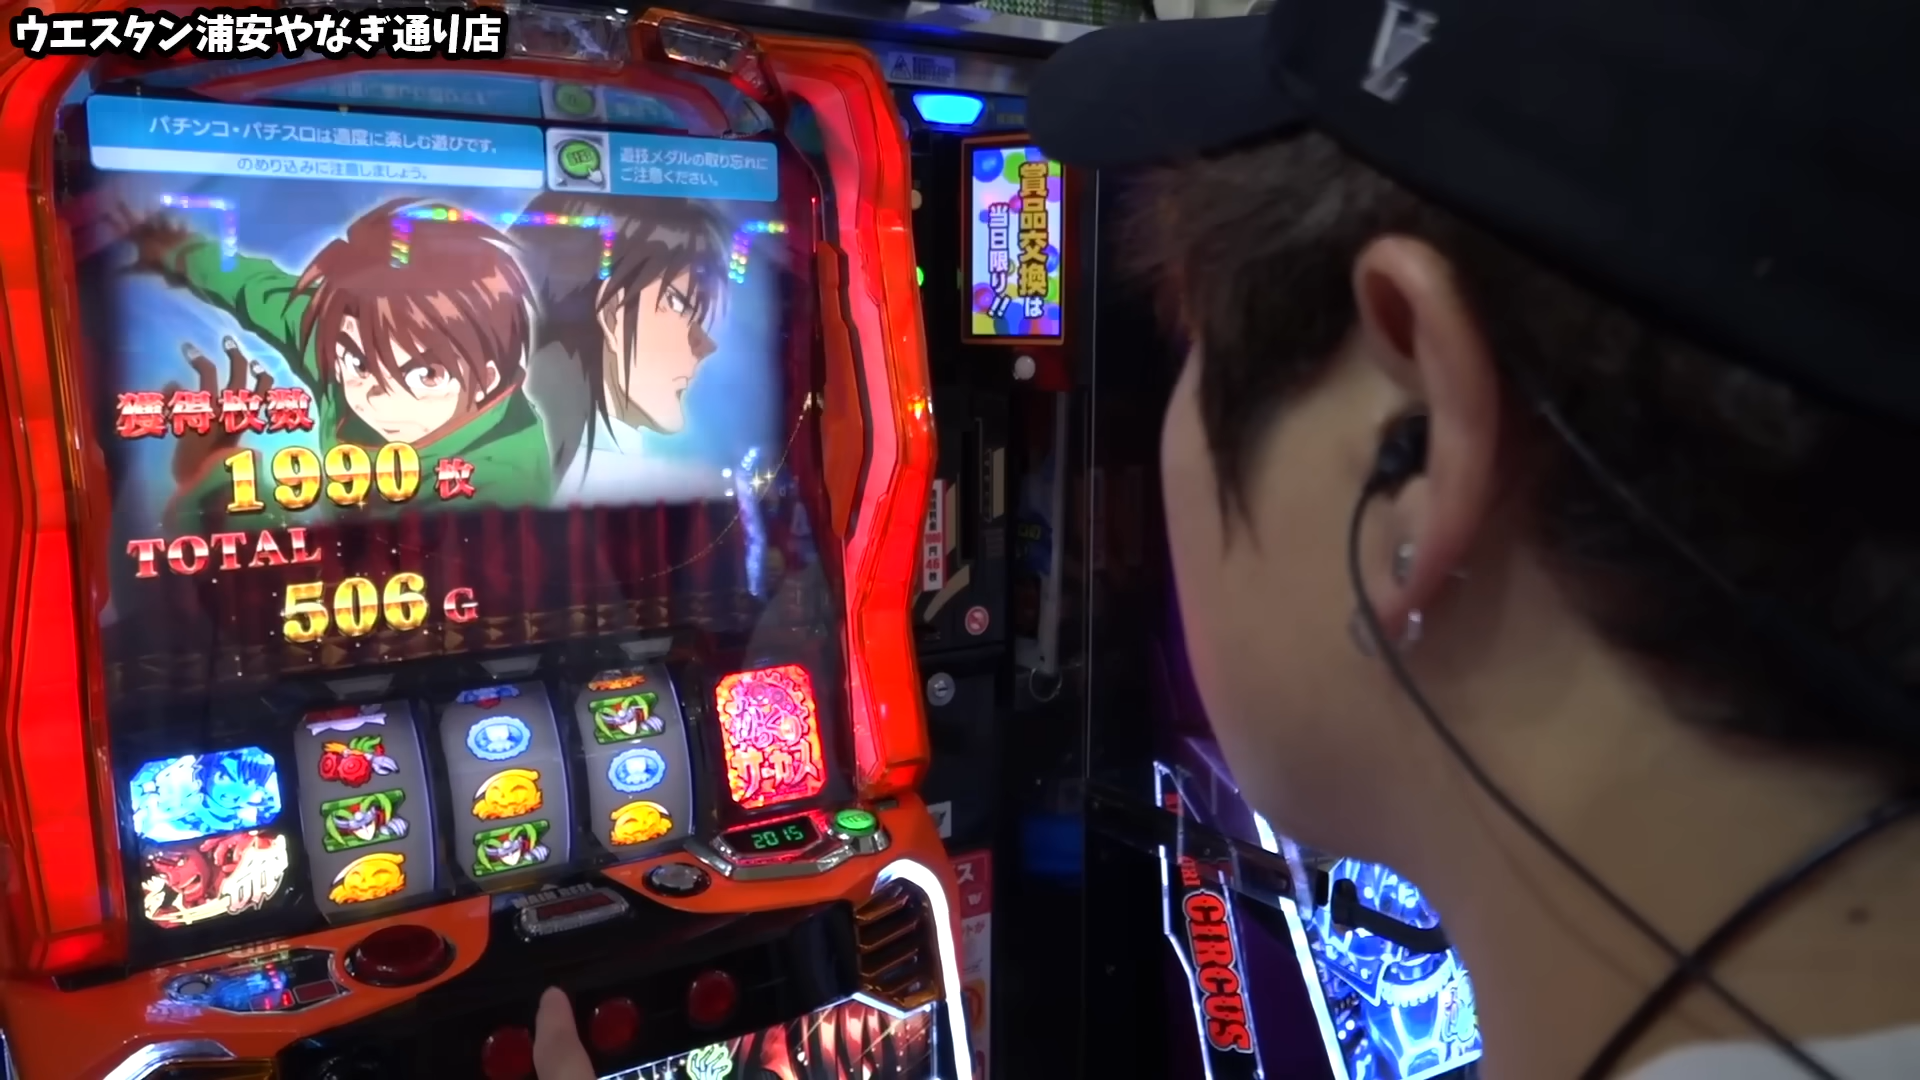 ウエスタン浦安やなぎ通り店
パチンコ・パチスロは適度に楽しむ遊びです。
のめり込みに注意しましょう。
遊技メダルの取り忘れに
ご注意ください。
賞品交換は
当日限り!!
獲得枚数
1990枚
TOTAL
506G
からくり
サーカス
2015
MAIN REEL
CIRCUS